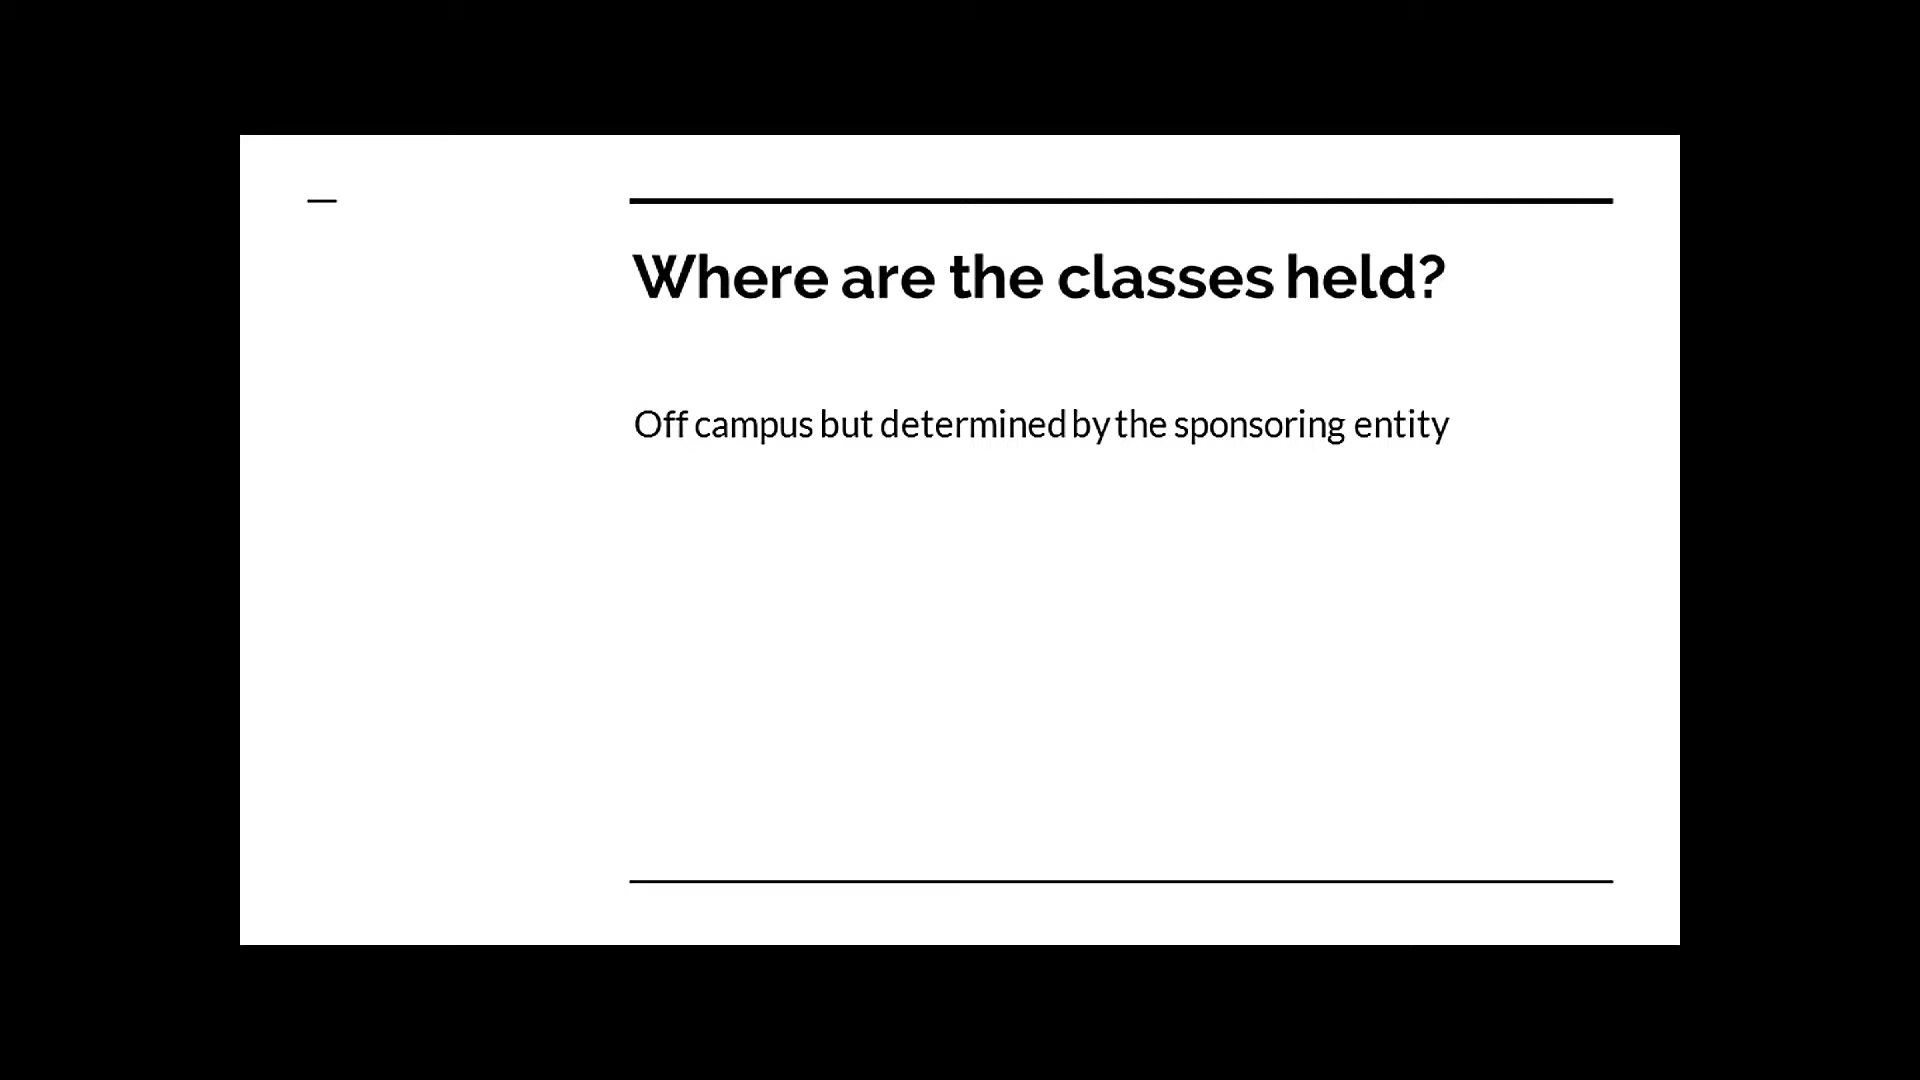 Where are the classes held?
Off campus but determined by the sponsoring entity